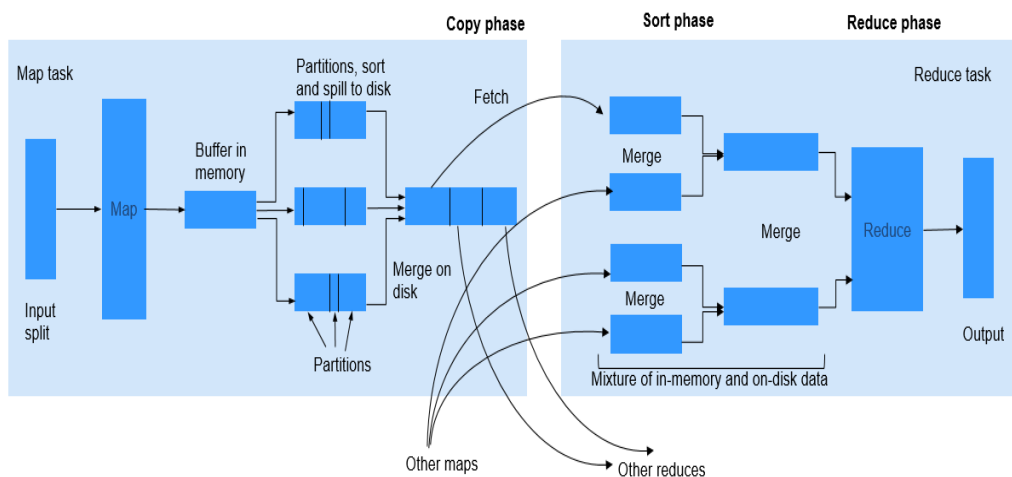 Copy phase
Sort phase
Reduce phase
Map task
Partitions, sort
and spill to disk
Fetch
Reduce task
Buffer in
memory
Merge
Map
Merge
Reduce
Merge on
disk
Merge
Input
split
Partitions
Output
Mixture of in-memory and on-disk data
Other maps
Other reduces